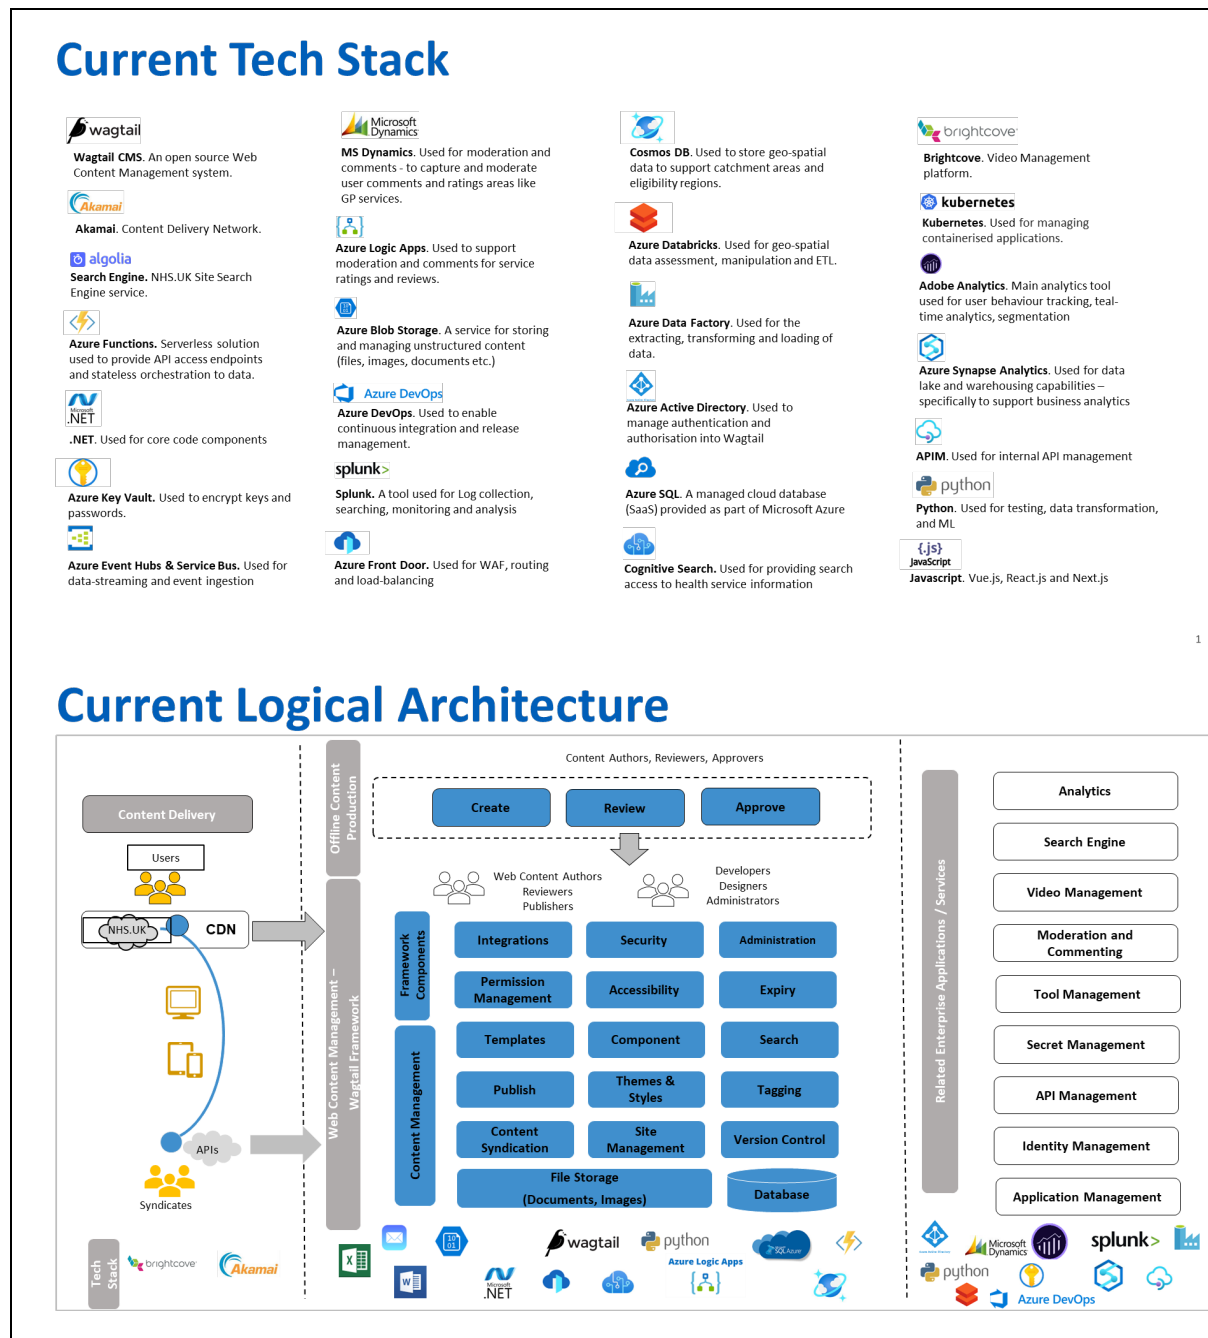 Current Tech Stack
wagtail
Wagtail CMS. An open source Web
Content Management system.
Akamai
Akamai. Content Delivery Network.
algolia
Search Engine. NHS.UK Site Search
Engine service.
Azure Functions. Serverless solution
used to provide API access endpoints
and stateless orchestration to data.
Microsoft
.NET
.NET. Used for core code components
Azure Key Vault. Used to encrypt keys and
passwords.
Azure Event Hubs & Service Bus. Used for
data-streaming and event ingestion
Microsoft
Dynamics
MS Dynamics. Used for moderation and
comments - to capture and moderate
user comments and ratings areas like
GP services.
Azure Logic Apps. Used to support
moderation and comments for service
ratings and reviews.
Azure Blob Storage. A service for storing
and managing unstructured content
(files, images, documents etc.)
Azure DevOps
Azure DevOps. Used to enable
continuous integration and release
management.
splunk>
Splunk. A tool used for Log collection,
searching, monitoring and analysis
Azure Front Door. Used for WAF, routing
and load-balancing
Cosmos DB. Used to store geo-spatial
data to support catchment areas and
eligibility regions.
Azure Databricks. Used for geo-spatial
data assessment, manipulation and ETL.
Azure Data Factory. Used for the
extracting, transforming and loading of
data.
Azure Active Directory. Used to
manage authentication and
authorisation into Wagtail
Azure SQL. A managed cloud database
(SaaS) provided as part of Microsoft Azure
Cognitive Search. Used for providing search
access to health service information
brightcove
Brightcove. Video Management
platform.
kubernetes
Kubernetes. Used for managing
containerised applications.
Adobe Analytics. Main analytics tool
used for user behaviour tracking, teal-
time analytics, segmentation
Azure Synapse Analytics. Used for data
lake and warehousing capabilities –
specifically to support business analytics
APIM. Used for internal API management
python
Python. Used for testing, data transformation,
and ML
{.js}
JavaScript
Javascript. Vue.js, React.js and Next.js
1
Current Logical Architecture
Content Delivery
Users
NHS.UK
CDN
APIs
Syndicates
Tech
Stack
brightcove
Akamai
Offline Content
Production
Content Authors, Reviewers, Approvers
Create
Review
Approve
Web Content Management –
Wagtail Framework
Web Content Authors
Reviewers
Publishers
Developers
Designers
Administrators
Framework
Components
Integrations
Security
Administration
Permission
Management
Accessibility
Expiry
Content Management
Templates
Component
Search
Publish
Themes &
Styles
Tagging
Content
Syndication
Site
Management
Version Control
File Storage
(Documents, Images)
Database
wagtail
python
SQL Azure
Microsoft
.NET
Azure Logic Apps
Related Enterprise Applications / Services
Analytics
Search Engine
Video Management
Moderation and
Commenting
Tool Management
Secret Management
API Management
Identity Management
Application Management
Microsoft
Dynamics
splunk>
python
Azure DevOps